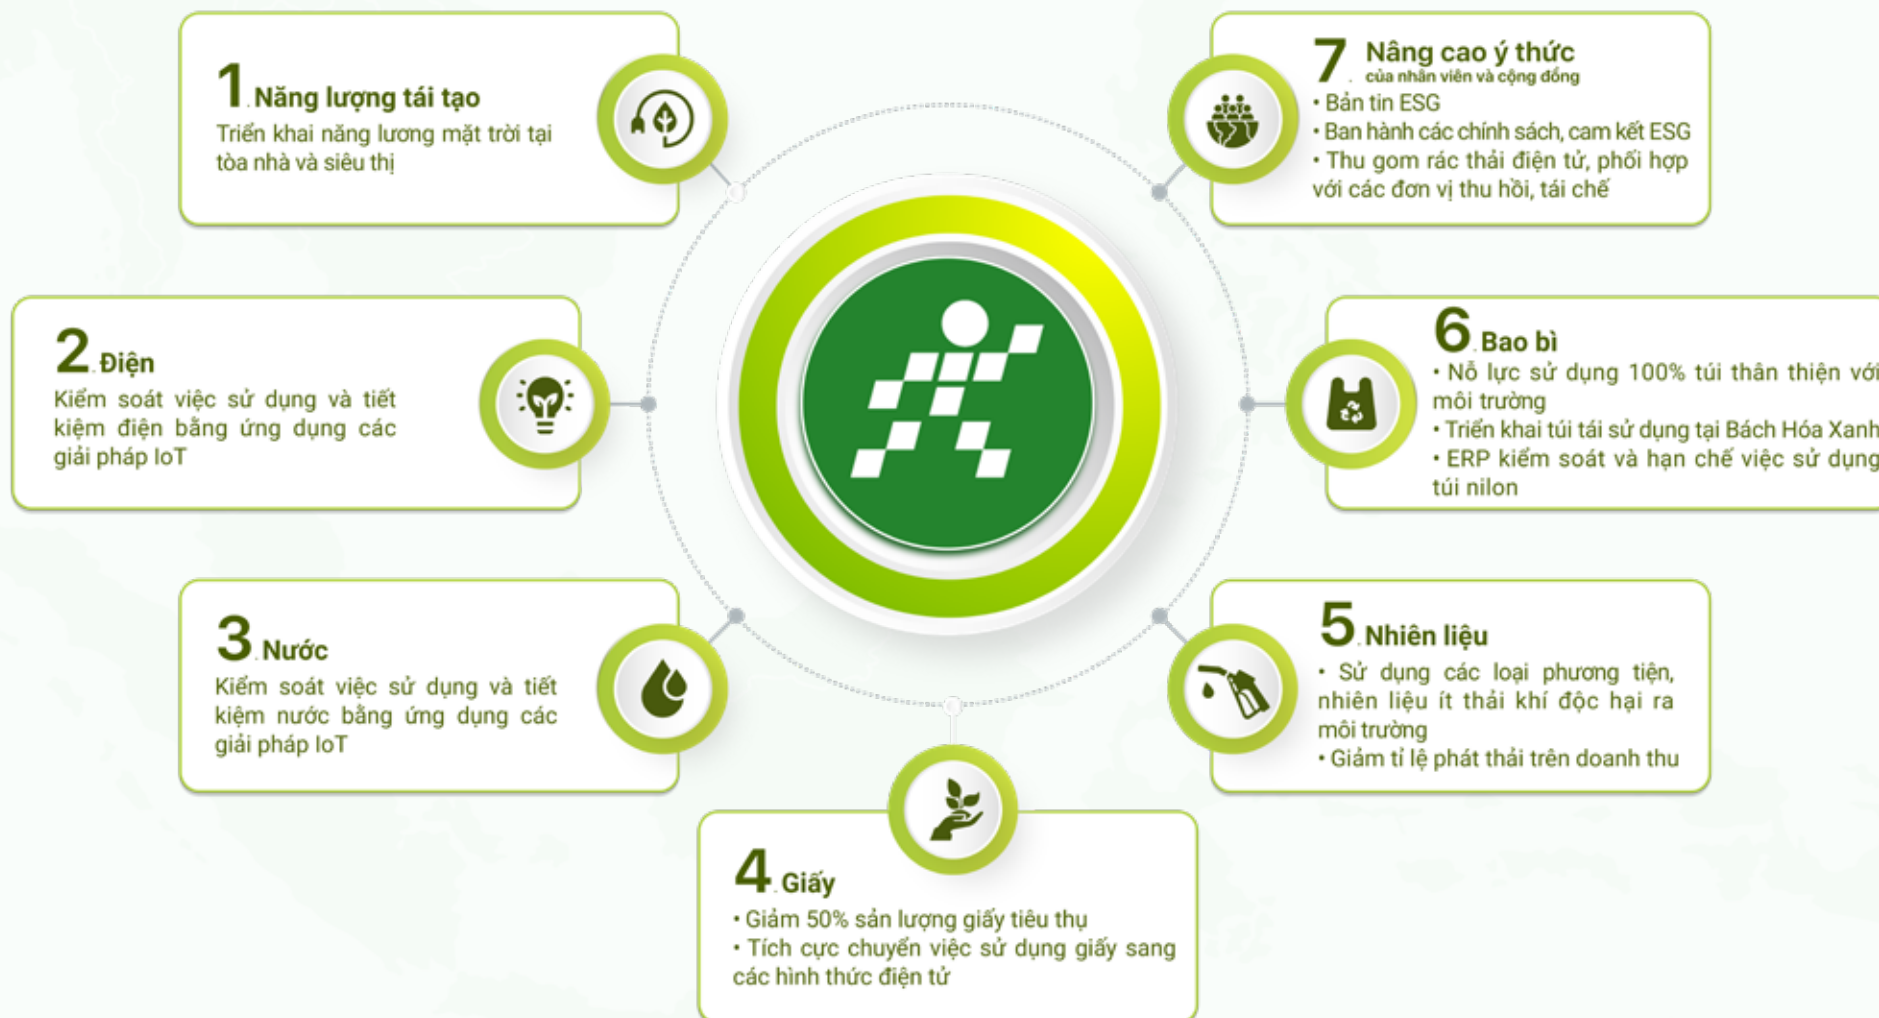 1. Năng lượng tái tạo
Triển khai năng lương mặt trời tại
tòa nhà và siêu thị
2. Điện
Kiểm soát việc sử dụng và tiết
kiệm điện bằng ứng dụng các
giải pháp IoT
3. Nước
Kiểm soát việc sử dụng và tiết
kiệm nước bằng ứng dụng các
giải pháp IoT
4. Giấy
• Giảm 50% sản lượng giấy tiêu thụ
• Tích cực chuyển việc sử dụng giấy sang
các hình thức điện tử
5. Nhiên liệu
• Sử dụng các loại phương tiện,
nhiên liệu ít thải khí độc hại ra
môi trường
• Giảm tỉ lệ phát thải trên doanh thu
6. Bao bì
• Nỗ lực sử dụng 100% túi thân thiện với
môi trường
• Triển khai túi tái sử dụng tại Bách Hóa Xanh
• ERP kiểm soát và hạn chế việc sử dụng
túi nilon
7. Nâng cao ý thức
của nhân viên và cộng đồng
• Bản tin ESG
• Ban hành các chính sách, cam kết ESG
• Thu gom rác thải điện tử, phối hợp
với các đơn vị thu hồi, tái chế